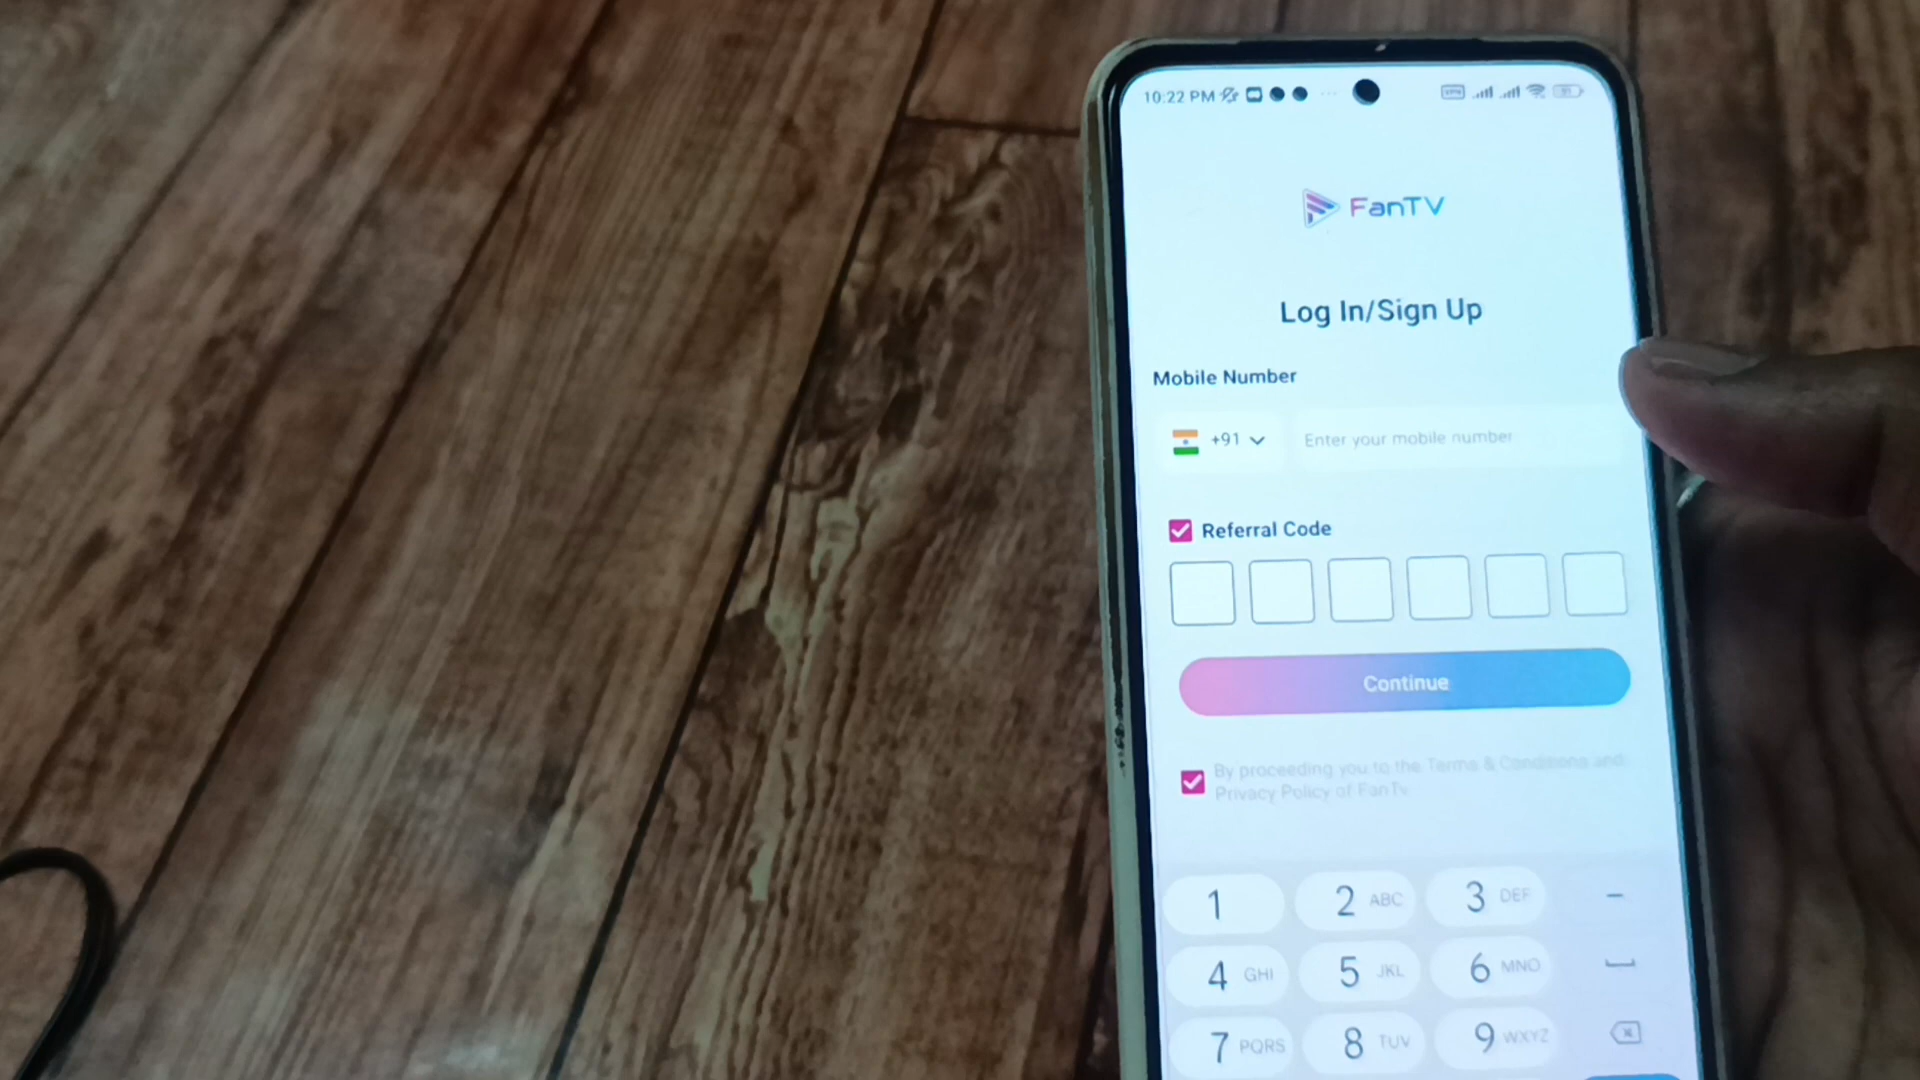 10:22 PM
FanTV
Log In/Sign Up
Mobile Number
+91 Enter your mobile number
Referral Code
Continue
By proceeding you to the Terms & Conditions and
Privacy Policy of FanTv
1 2 ABC 3 DEF -
4 GHI 5 JKL 6 MNO
7 PQRS 8 TUV 9 WXYZ